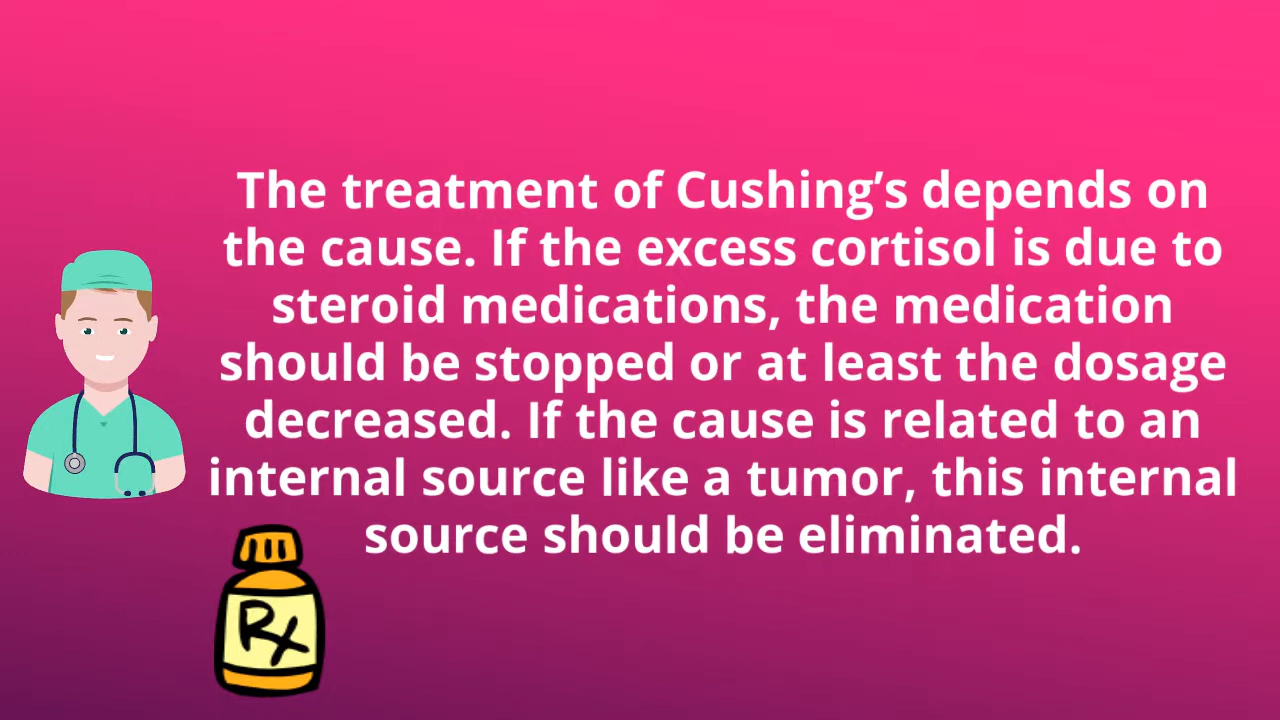 The treatment of Cushing’s depends on
the cause. If the excess cortisol is due to
steroid medications, the medication
should be stopped or at least the dosage
decreased. If the cause is related to an
internal source like a tumor, this internal
source should be eliminated.
Rx